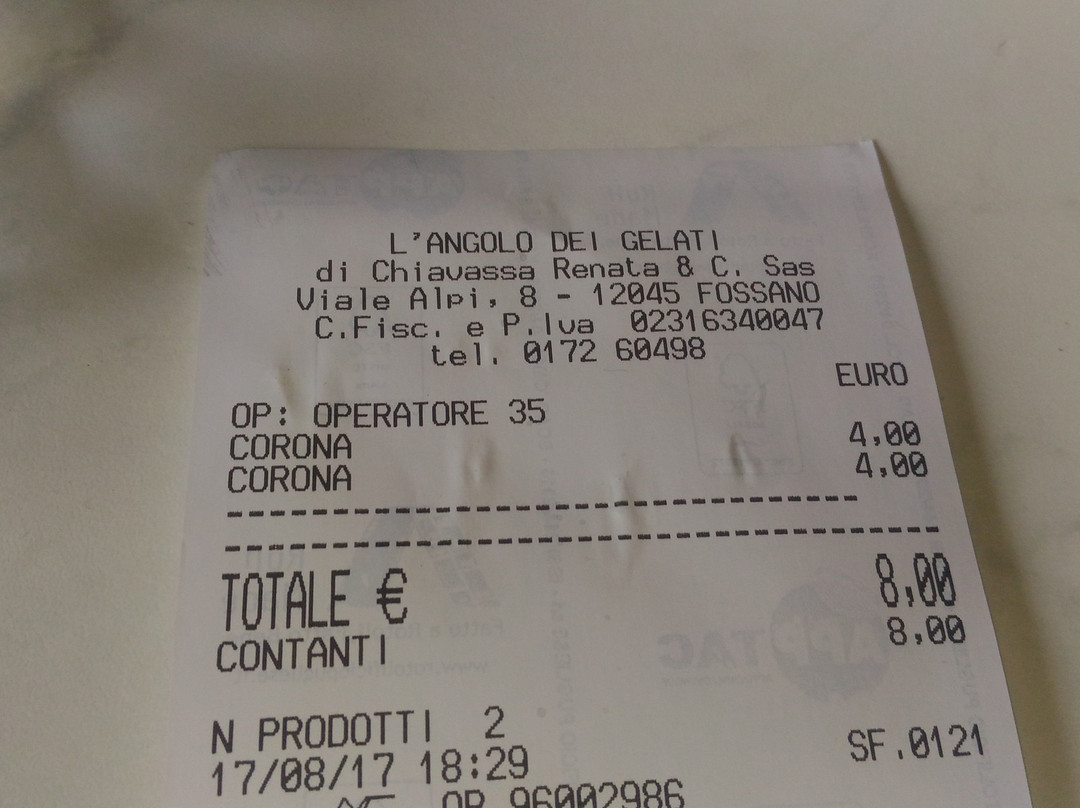 L'ANGOLO DEI GELATI
di Chiavassa Renata & C. Sas
Viale Alpi, 8 - 12045 FOSSANO
C.Fisc. e P.Iva 02316340047
tel. 0172 60498
EURO
OP: OPERATORE 35
CORONA 4,00
CORONA 4,00
TOTALE € 8,00
CONTANTI 8,00
N PRODOTTI 2
17/08/17 18:29 SF.0121
96002986